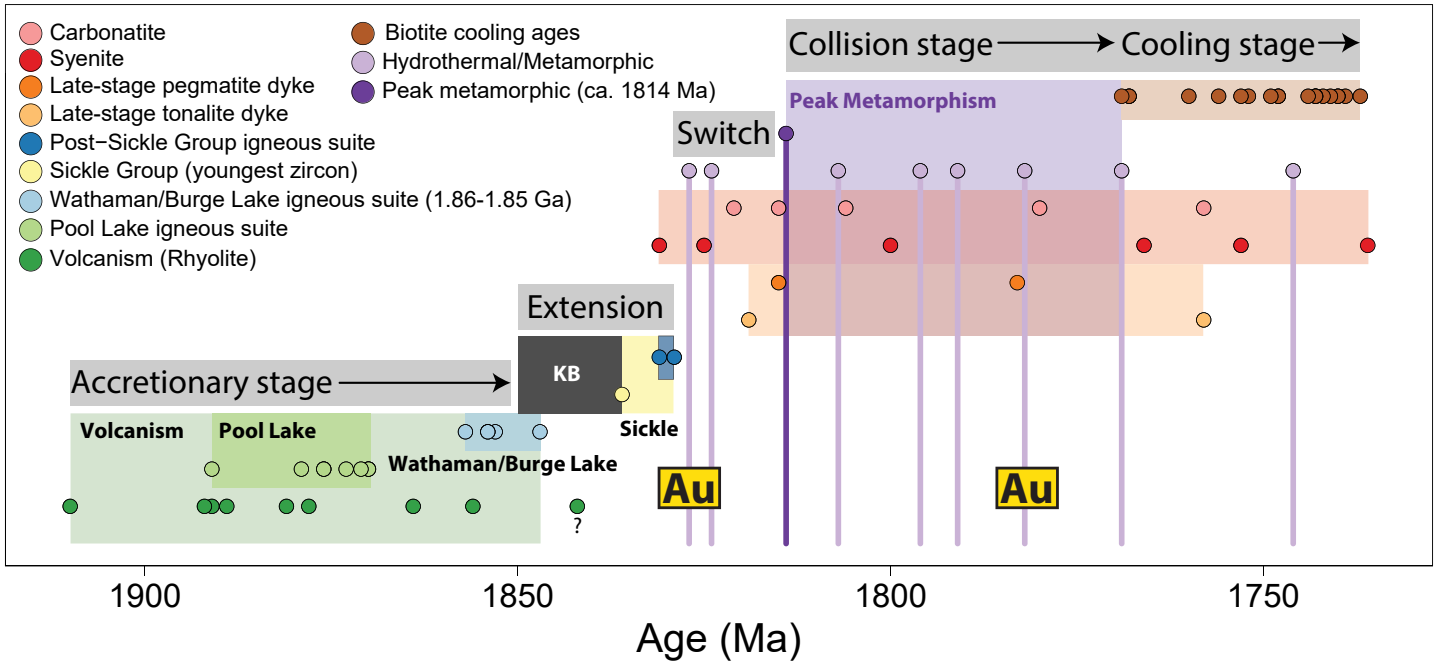 Carbonatite
Syenite
Late-stage pegmatite dyke
Late-stage tonalite dyke
Post−Sickle Group igneous suite
Sickle Group (youngest zircon)
Wathaman/Burge Lake igneous suite (1.86-1.85 Ga)
Pool Lake igneous suite
Volcanism (Rhyolite)
Biotite cooling ages
Hydrothermal/Metamorphic
Peak metamorphic (ca. 1814 Ma)
Collision stage
Cooling stage
Peak Metamorphism
Switch
Extension
KB
Sickle
Accretionary stage
Volcanism
Pool Lake
Wathaman/Burge Lake
?
Au
Au
1900
1850
1800
1750
Age (Ma)